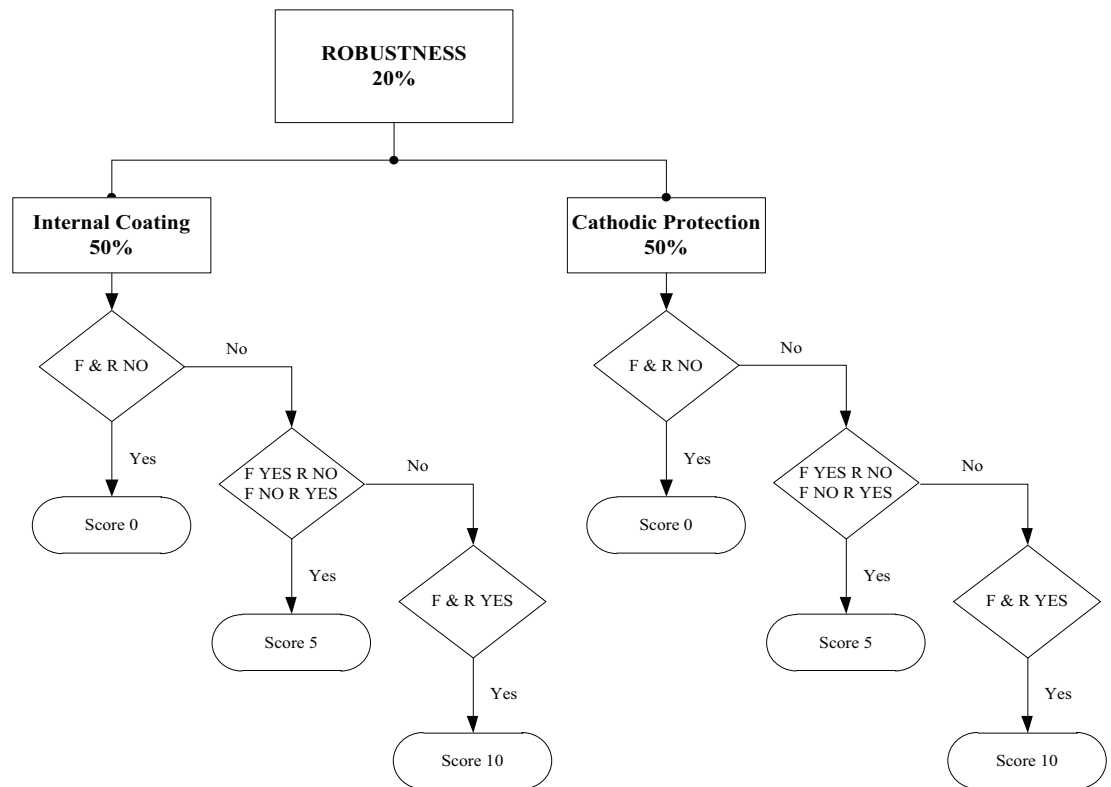 ROBUSTNESS
20%
Internal Coating
50%
F & R NO
No
Yes
Score 0
F YES R NO
F NO R YES
No
Yes
Score 5
F & R YES
Yes
Score 10
Cathodic Protection
50%
F & R NO
No
Yes
Score 0
F YES R NO
F NO R YES
No
Yes
Score 5
F & R YES
Yes
Score 10